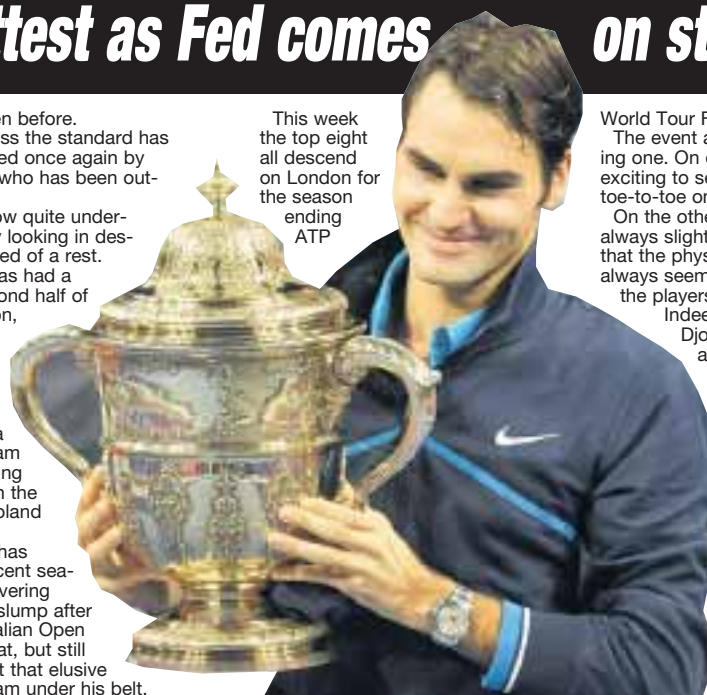 ttest as Fed comes on st
en before.
ss the standard has
ed once again by
who has been out-
ow quite under-
y looking in des-
ed of a rest.
as had a
ond half of
on,
a
am
ng
n the
oland
has
cent sea-
vering
slump after
alian Open
at, but still
t that elusive
am under his belt.
This week
the top eight
all descend
on London for
the season
ending
ATP
World Tour F
The event a
ing one. On
exciting to se
toe-to-toe or
On the othe
always slight
that the phys
always seem
the players
Indee
Djo
a